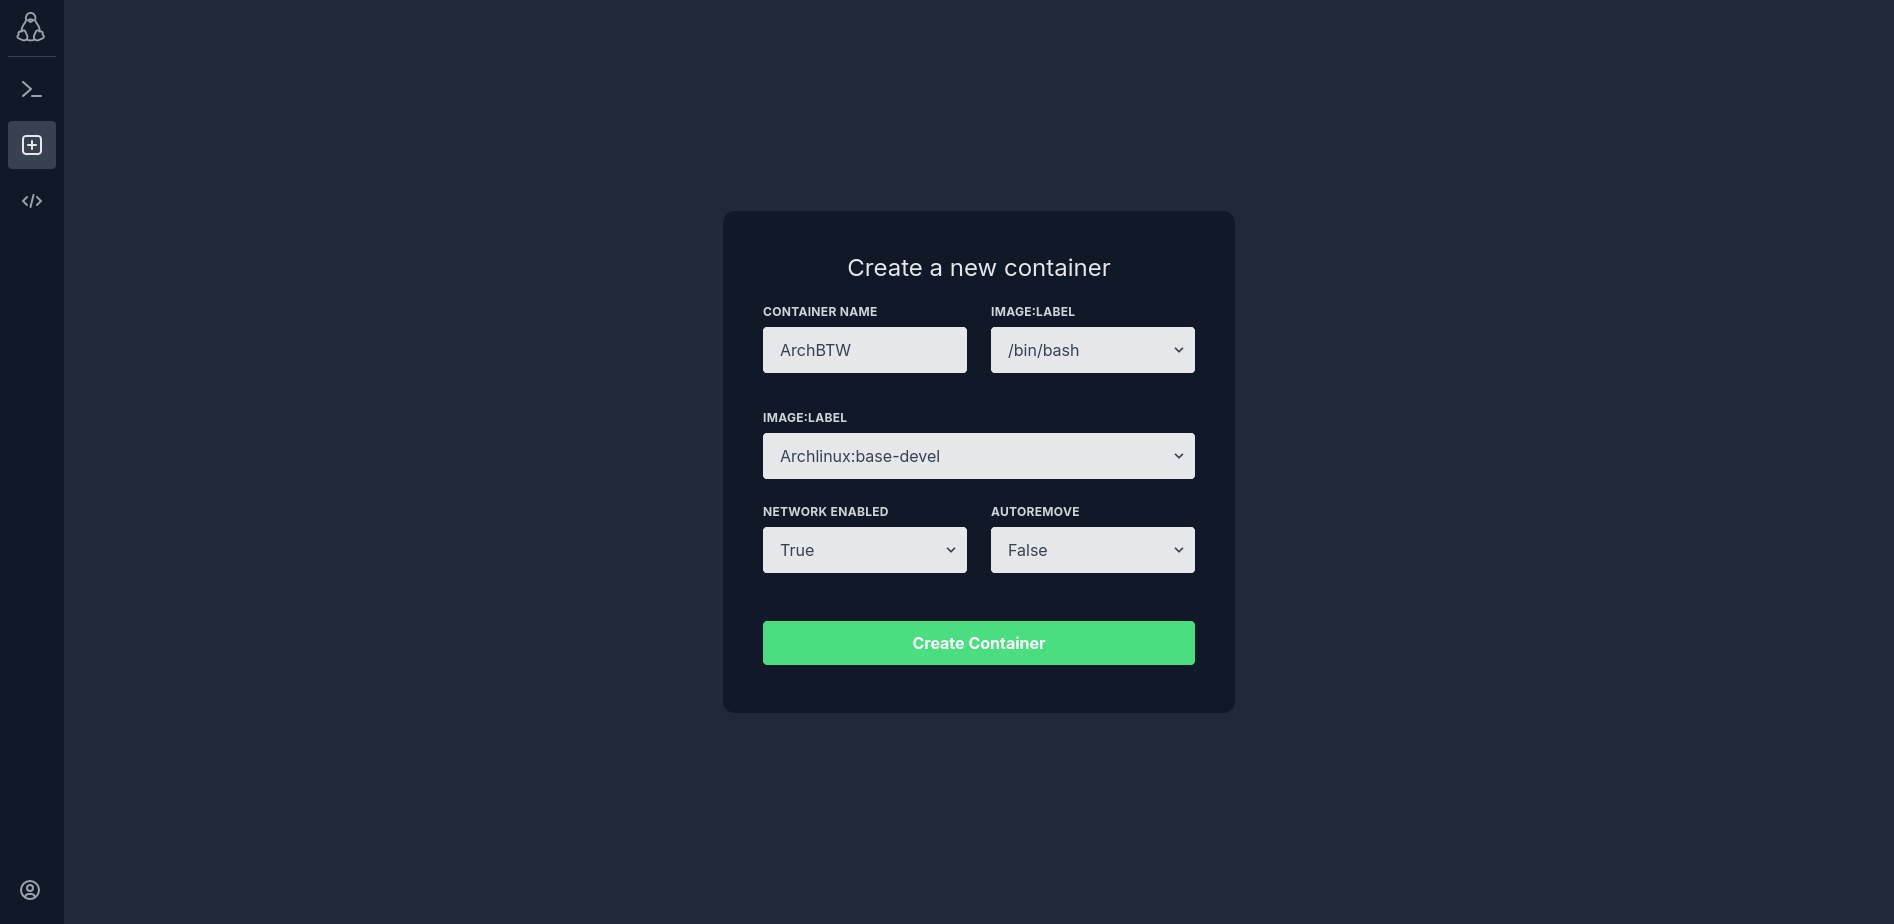 Create a new container
CONTAINER NAME
IMAGE:LABEL
ArchBTW
/bin/bash
IMAGE:LABEL
Archlinux:base-devel
NETWORK ENABLED
AUTOREMOVE
True
False
Create Container